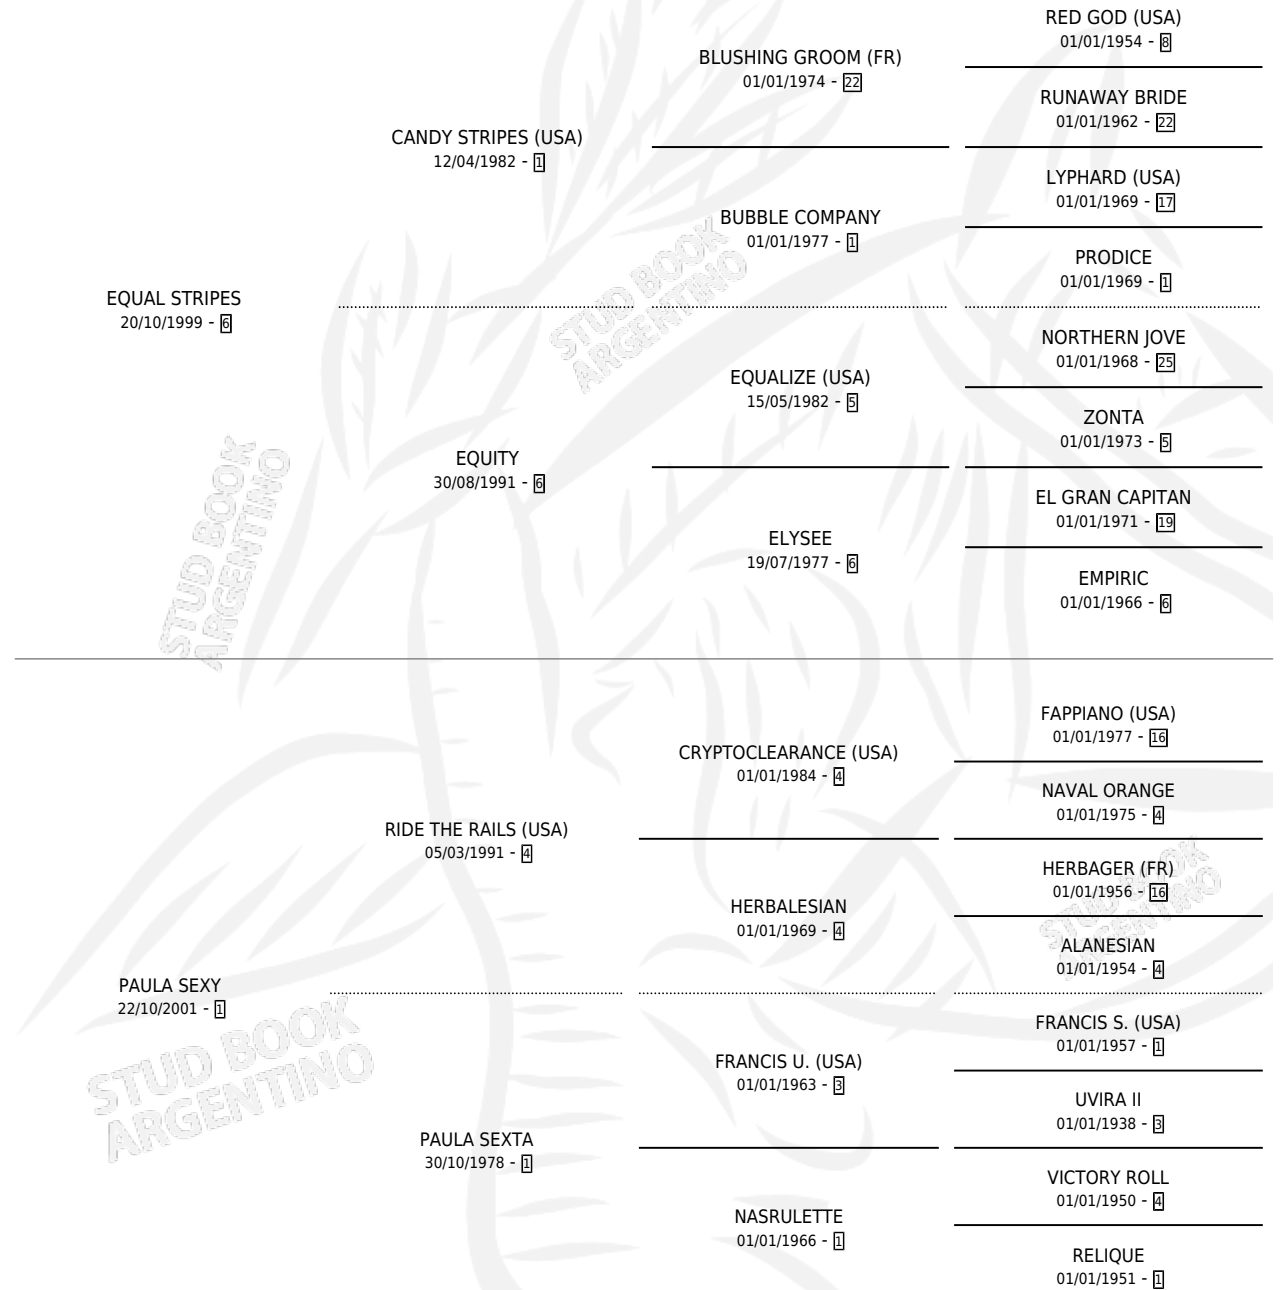 RED GOD (USA)
01/01/1954 - 8
BLUSHING GROOM (FR)
01/01/1974 - 22
RUNAWAY BRIDE
01/01/1962 - 22
CANDY STRIPES (USA)
12/04/1982 - 1
LYPHARD (USA)
01/01/1969 - 17
BUBBLE COMPANY
01/01/1977 - 1
PRODICE
01/01/1969 - 1
EQUAL STRIPES
20/10/1999 - 6
STUD BOOK
ARGENTINO
NORTHERN JOVE
01/01/1968 - 25
EQUALIZE (USA)
15/05/1982 - 5
ZONTA
01/01/1973 - 5
EQUITY
30/08/1991 - 6
EL GRAN CAPITAN
01/01/1971 - 19
ELYSEE
19/07/1977 - 6
EMPIRIC
01/01/1966 - 6
STUD BOOK
ARGENTINO
FAPPIANO (USA)
01/01/1977 - 16
CRYPTOCLEARANCE (USA)
01/01/1984 - 4
NAVAL ORANGE
01/01/1975 - 4
RIDE THE RAILS (USA)
05/03/1991 - 4
HERBAGER (FR)
01/01/1956 - 16
STUD BOOK
ARGENTINO
HERBALESIAN
01/01/1969 - 4
ALANESIAN
01/01/1954 - 4
PAULA SEXY
22/10/2001 - 1
STUD BOOK
ARGENTINO
FRANCIS S. (USA)
01/01/1957 - 1
FRANCIS U. (USA)
01/01/1963 - 3
UVIRA II
01/01/1938 - 3
PAULA SEXTA
30/10/1978 - 1
VICTORY ROLL
01/01/1950 - 4
NASRULETTE
01/01/1966 - 1
RELIQUE
01/01/1951 - 1